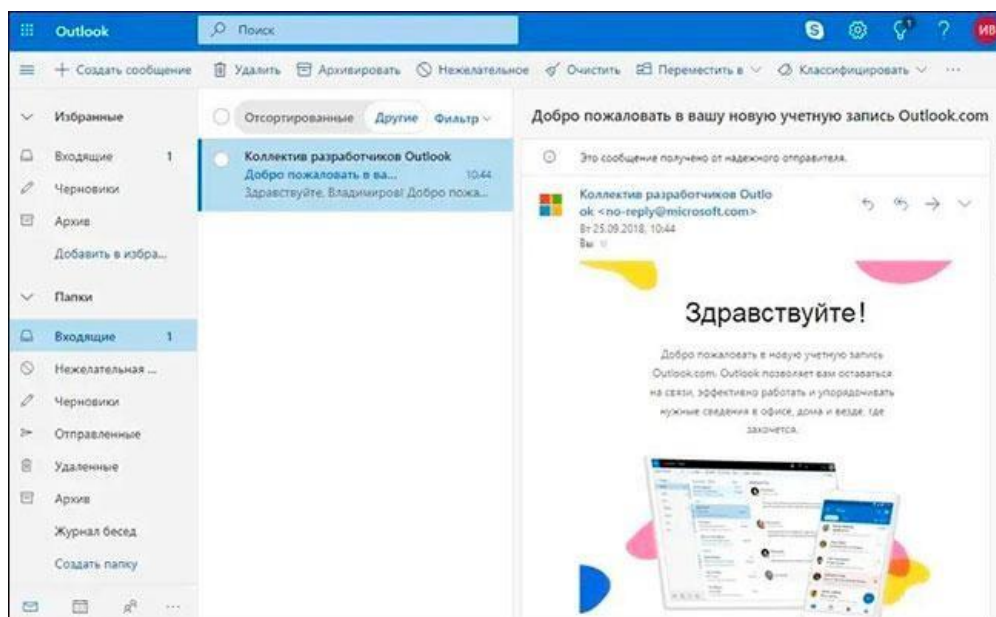 Outlook
Поиск
1
ИВ
Создать сообщение
Удалить
Архивировать
Нежелательное
Очистить
Переместить в
Классифицировать
Избранные
Входящие 1
Черновики
Архив
Добавить в избра...
Папки
Входящие 1
Нежелательная ...
Черновики
Отправленные
Удаленные
Архив
Журнал бесед
Создать папку
Отсортированные Другие Фильтр
Коллектив разработчиков Outlook
Добро пожаловать в ва... 10:44
Здравствуйте, Владимиров! Добро пожа...
Добро пожаловать в вашу новую учетную запись Outlook.com
Это сообщение получено от надежного отправителя.
Коллектив разработчиков Outlo
ok <no-reply@microsoft.com>
Вт 25.09.2018, 10:44
Вы
Здравствуйте!
Добро пожаловать в новую учетную запись
Outlook.com. Outlook позволяет вам оставаться
на связи, эффективно работать и упорядочивать
нужные сведения в офисе, дома и везде, где
захочется.